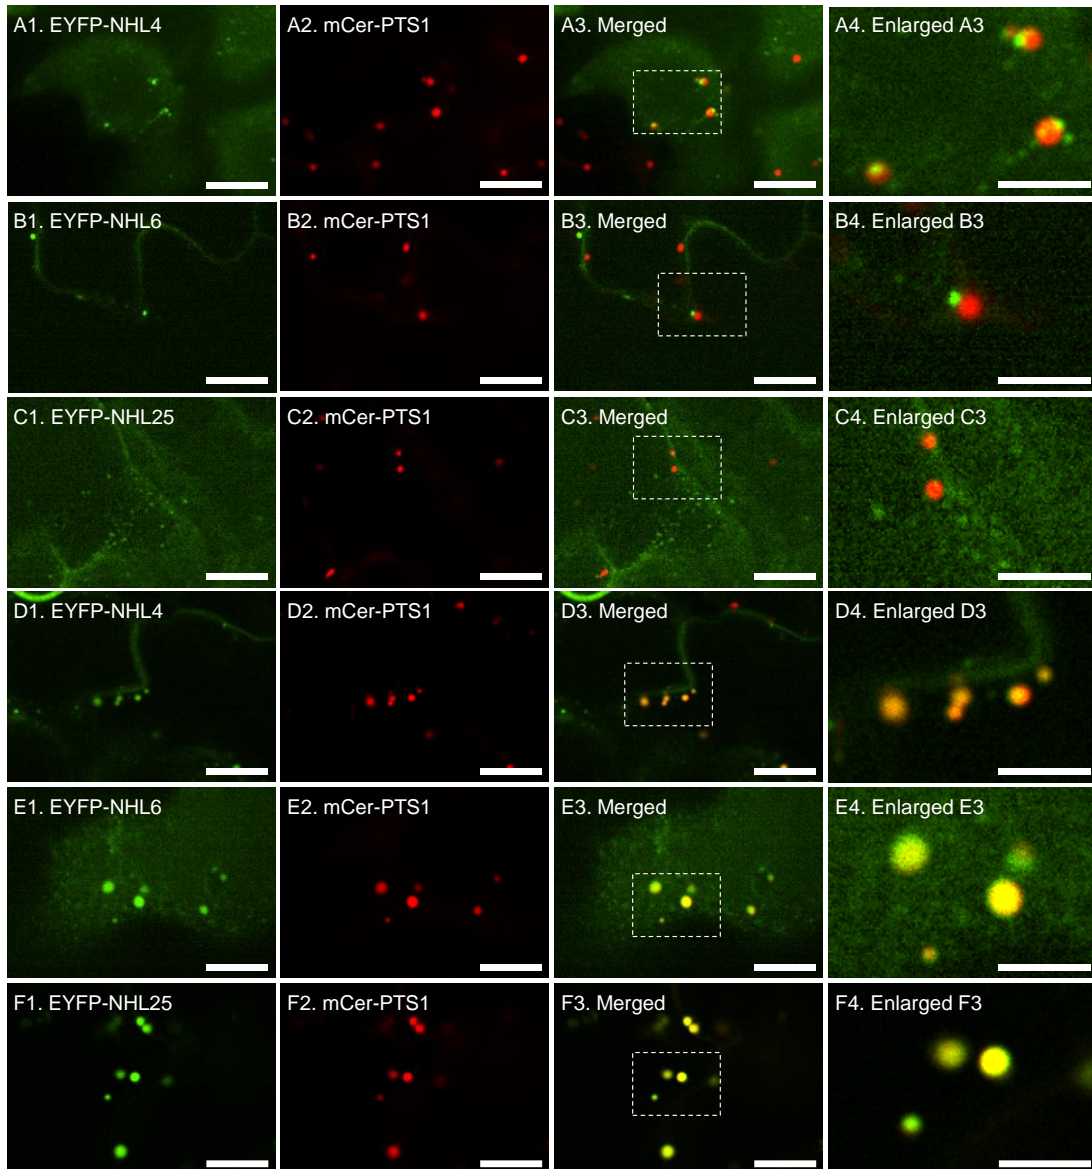 A1. EYFP-NHL4
A2. mCer-PTS1
A3. Merged
A4. Enlarged A3
B1. EYFP-NHL6
B2. mCer-PTS1
B3. Merged
B4. Enlarged B3
C1. EYFP-NHL25
C2. mCer-PTS1
C3. Merged
C4. Enlarged C3
D1. EYFP-NHL4
D2. mCer-PTS1
D3. Merged
D4. Enlarged D3
E1. EYFP-NHL6
E2. mCer-PTS1
E3. Merged
E4. Enlarged E3
F1. EYFP-NHL25
F2. mCer-PTS1
F3. Merged
F4. Enlarged F3